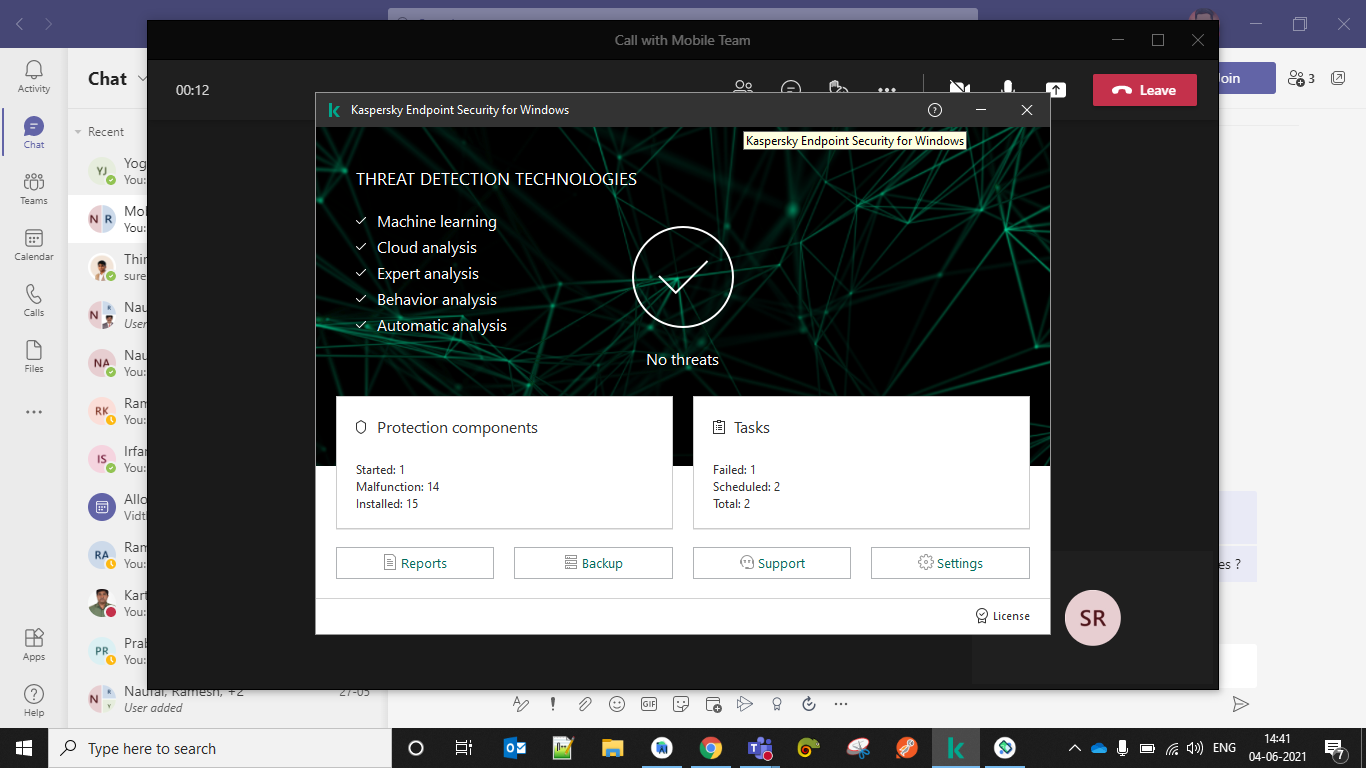 Call with Mobile Team
Activity
Chat
Teams
Calendar
Calls
Files
Apps
Help
Chat
Recent
YJ
Yog
You:
N R
Mol
You:
Thir
sure
N R
Nau
User
NA
Nau
You:
RK
Ram
You:
IS
Irfan
You:
Allo
Vidt
RA
Ram
You:
Kart
You:
PR
Prab
You:
N
Naufal, Ramesh, +2
27-05
User added
00:12
Leave
Join
3
Kaspersky Endpoint Security for Windows
Kaspersky Endpoint Security for Windows
THREAT DETECTION TECHNOLOGIES
Machine learning
Cloud analysis
Expert analysis
Behavior analysis
Automatic analysis
No threats
Protection components
Started: 1
Malfunction: 14
Installed: 15
Tasks
Failed: 1
Scheduled: 2
Total: 2
Reports
Backup
Support
Settings
License
es ?
SR
GIF
Type here to search
ENG
14:41
04-06-2021
7